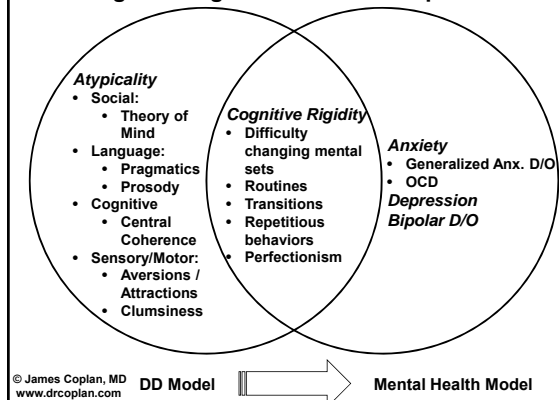 Atypicality
• Social:
• Theory of
Mind
• Language:
• Pragmatics
• Prosody
• Cognitive
• Central
Coherence
• Sensory/Motor:
• Aversions /
Attractions
• Clumsiness
Cognitive Rigidity
• Difficulty
changing mental
sets
• Routines
• Transitions
• Repetitious
behaviors
• Perfectionism
Anxiety
• Generalized Anx. D/O
• OCD
Depression
Bipolar D/O
© James Coplan, MD
www.drcoplan.com
DD Model
Mental Health Model